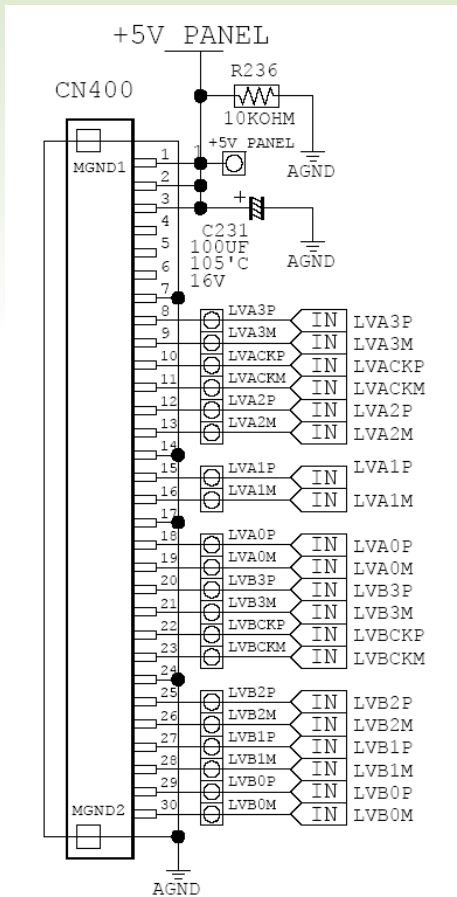 +5V PANEL
R236
CN400
10KOHM
+5V PANEL
1
MGND1
1
AGND
2
3
+
4
C231
100UF
5
AGND
105'C
6
16V
7
8 LVA3P IN LVA3P
9 LVA3M IN LVA3M
10 LVACKP IN LVACKP
11 LVACKM IN LVACKM
12 LVA2P IN LVA2P
13 LVA2M IN LVA2M
14
15 LVA1P IN LVA1P
16 LVA1M IN LVA1M
17
18 LVA0P IN LVA0P
19 LVA0M IN LVA0M
20 LVB3P IN LVB3P
21 LVB3M IN LVB3M
22 LVBCKP IN LVBCKP
23 LVBCKM IN LVBCKM
24
25 LVB2P IN LVB2P
26 LVB2M IN LVB2M
27 LVB1P IN LVB1P
28 LVB1M IN LVB1M
29 LVB0P IN LVB0P
MGND2
30 LVB0M IN LVB0M
AGND